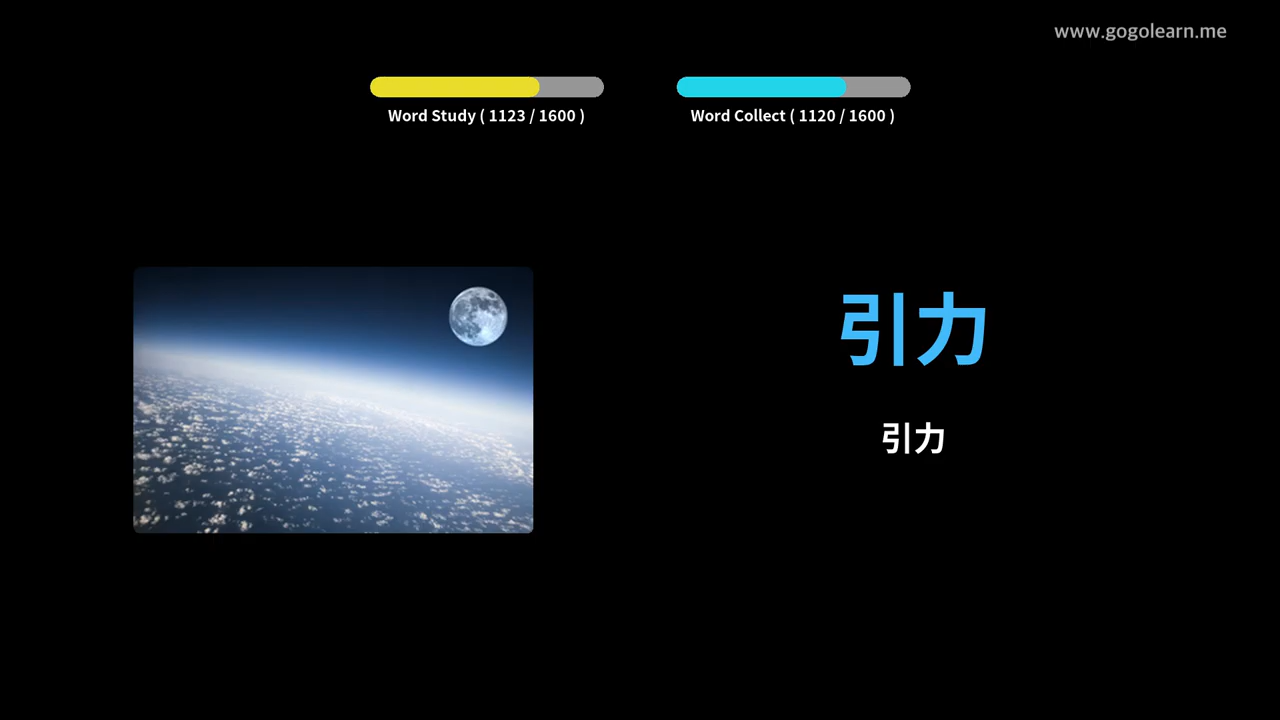 www.gogolearn.me
Word Study ( 1123 / 1600 )
Word Collect ( 1120 / 1600 )
引力
引力